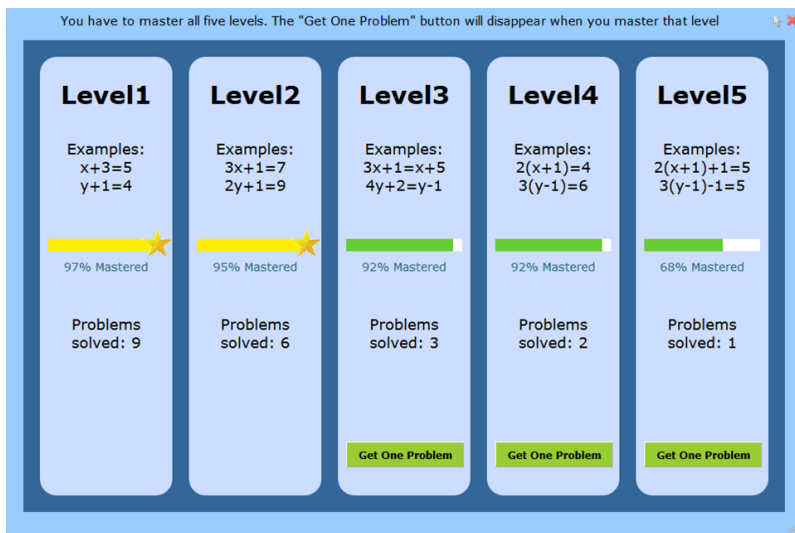 You have to master all five levels. The "Get One Problem" button will disappear when you master that level
Level1
Examples:
x+3=5
y+1=4
97% Mastered
Problems
solved: 9
Level2
Examples:
3x+1=7
2y+1=9
95% Mastered
Problems
solved: 6
Level3
Examples:
3x+1=x+5
4y+2=y-1
92% Mastered
Problems
solved: 3
Get One Problem
Level4
Examples:
2(x+1)=4
3(y-1)=6
92% Mastered
Problems
solved: 2
Get One Problem
Level5
Examples:
2(x+1)+1=5
3(y-1)-1=5
68% Mastered
Problems
solved: 1
Get One Problem